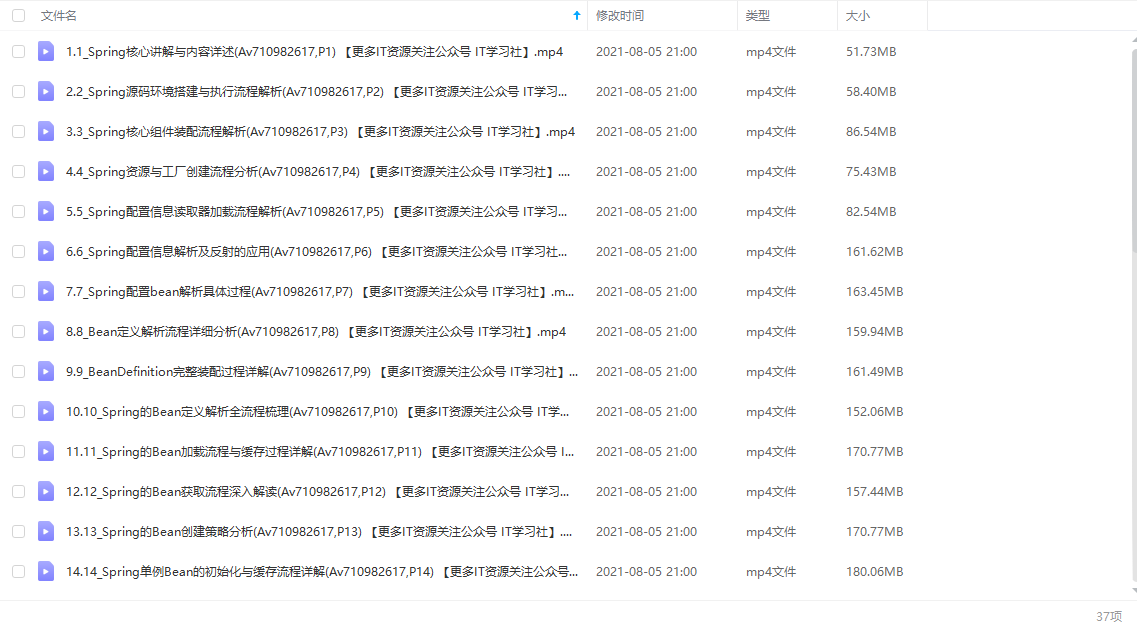 文件名 修改时间 类型 大小
1.1_Spring核心讲解与内容详述(Av710982617,P1) 【更多IT资源关注公众号 IT学习社】.mp4 2021-08-05 21:00 mp4文件 51.73MB
2.2_Spring源码环境搭建与执行流程解析(Av710982617,P2) 【更多IT资源关注公众号 IT学习... 2021-08-05 21:00 mp4文件 58.40MB
3.3_Spring核心组件装配流程解析(Av710982617,P3) 【更多IT资源关注公众号 IT学习社】.mp4 2021-08-05 21:00 mp4文件 86.54MB
4.4_Spring资源与工厂创建流程分析(Av710982617,P4) 【更多IT资源关注公众号 IT学习社】.... 2021-08-05 21:00 mp4文件 75.43MB
5.5_Spring配置信息读取器加载流程解析(Av710982617,P5) 【更多IT资源关注公众号 IT学习... 2021-08-05 21:00 mp4文件 82.54MB
6.6_Spring配置信息解析及反射的应用(Av710982617,P6) 【更多IT资源关注公众号 IT学习社... 2021-08-05 21:00 mp4文件 161.62MB
7.7_Spring配置bean解析具体过程(Av710982617,P7) 【更多IT资源关注公众号 IT学习社】.m... 2021-08-05 21:00 mp4文件 163.45MB
8.8_Bean定义解析流程详细分析(Av710982617,P8) 【更多IT资源关注公众号 IT学习社】.mp4 2021-08-05 21:00 mp4文件 159.94MB
9.9_BeanDefinition完整装配过程详解(Av710982617,P9) 【更多IT资源关注公众号 IT学习社】... 2021-08-05 21:00 mp4文件 161.49MB
10.10_Spring的Bean定义解析全流程梳理(Av710982617,P10) 【更多IT资源关注公众号 IT学... 2021-08-05 21:00 mp4文件 152.06MB
11.11_Spring的Bean加载流程与缓存过程详解(Av710982617,P11) 【更多IT资源关注公众号 I... 2021-08-05 21:00 mp4文件 170.77MB
12.12_Spring的Bean获取流程深入解读(Av710982617,P12) 【更多IT资源关注公众号 IT学习... 2021-08-05 21:00 mp4文件 157.44MB
13.13_Spring的Bean创建策略分析(Av710982617,P13) 【更多IT资源关注公众号 IT学习社】.... 2021-08-05 21:00 mp4文件 170.77MB
14.14_Spring单例Bean的初始化与缓存流程详解(Av710982617,P14) 【更多IT资源关注公众号... 2021-08-05 21:00 mp4文件 180.06MB
37项